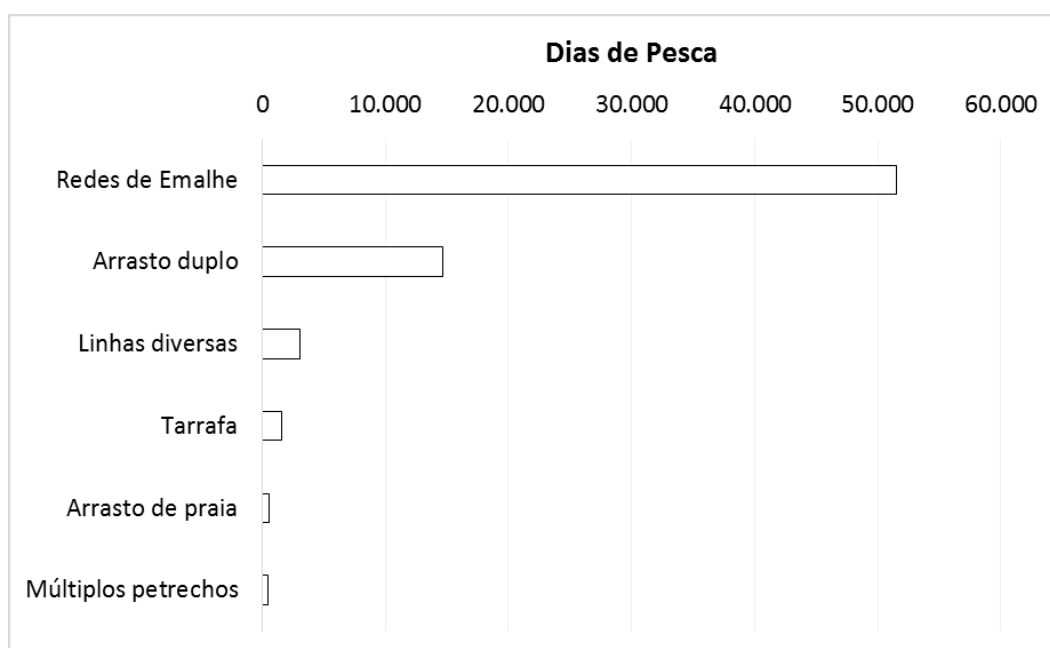 Dias de Pesca
0 10.000 20.000 30.000 40.000 50.000 60.000
Redes de Emalhe
Arrasto duplo
Linhas diversas
Tarrafa
Arrasto de praia
Múltiplos petrechos